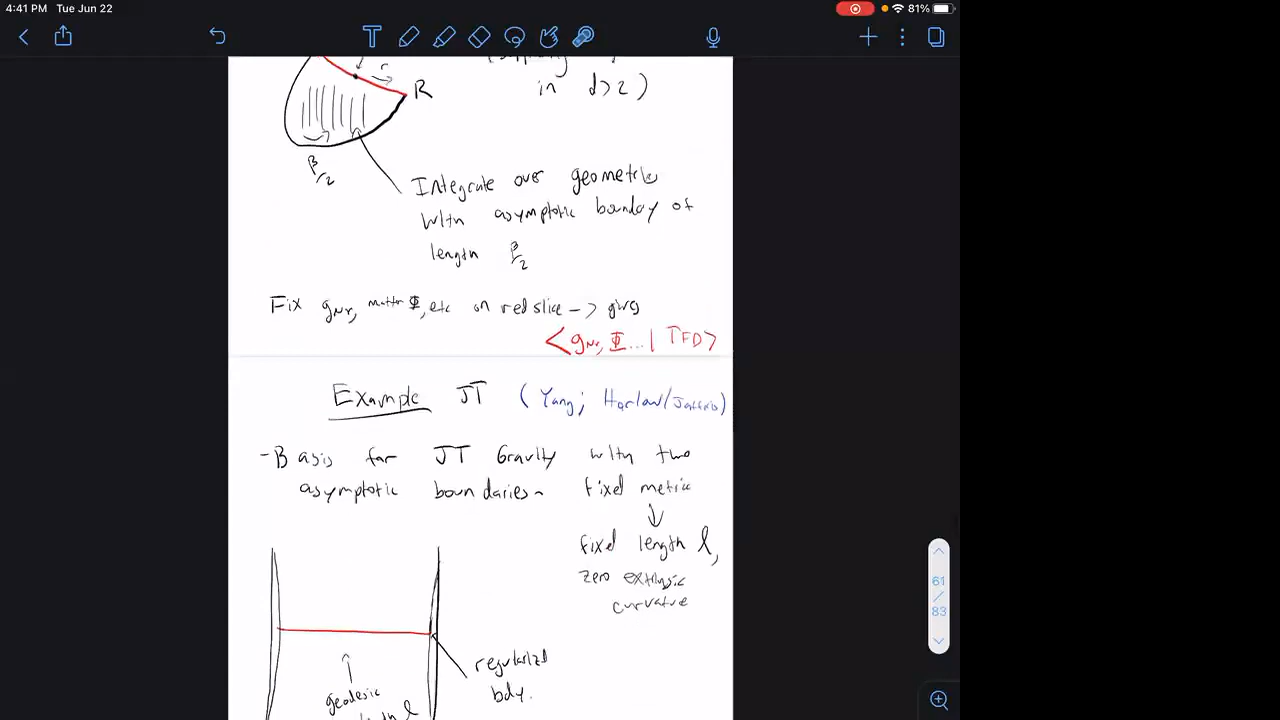 4:41 PM Tue Jun 22
81%
in d>2)
R
β/2
Integrate over geometries
with asymptotic boundary of
length β/2
Fix gμν, matter Φ, etc on red slice -> gives
<gμν, Φ...| TFD>
Example JT (Yang; Harlow/Jafferis)
-Basis for JT Gravity with two
asymptotic boundaries - fixed metric
fixed length l,
zero extrinsic
curvature
regularized
bdy.
geodesic
61
/
83